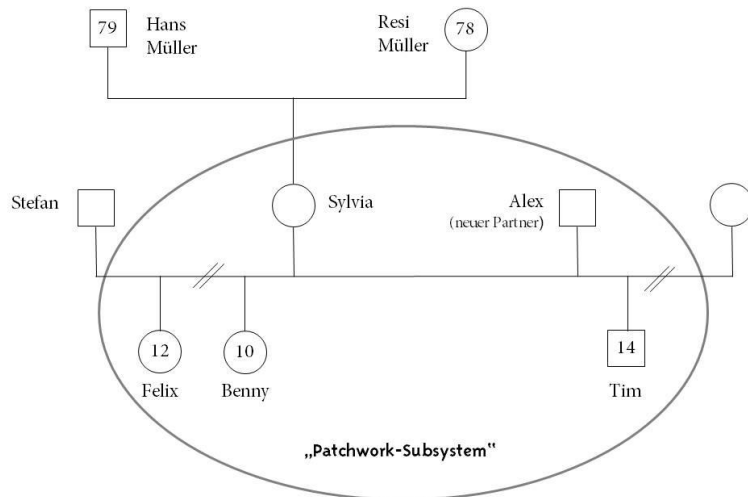 79
Hans
Müller
Resi
Müller
78
Stefan
Sylvia
Alex
(neuer Partner)
12
10
14
Felix
Benny
Tim
„Patchwork-Subsystem“